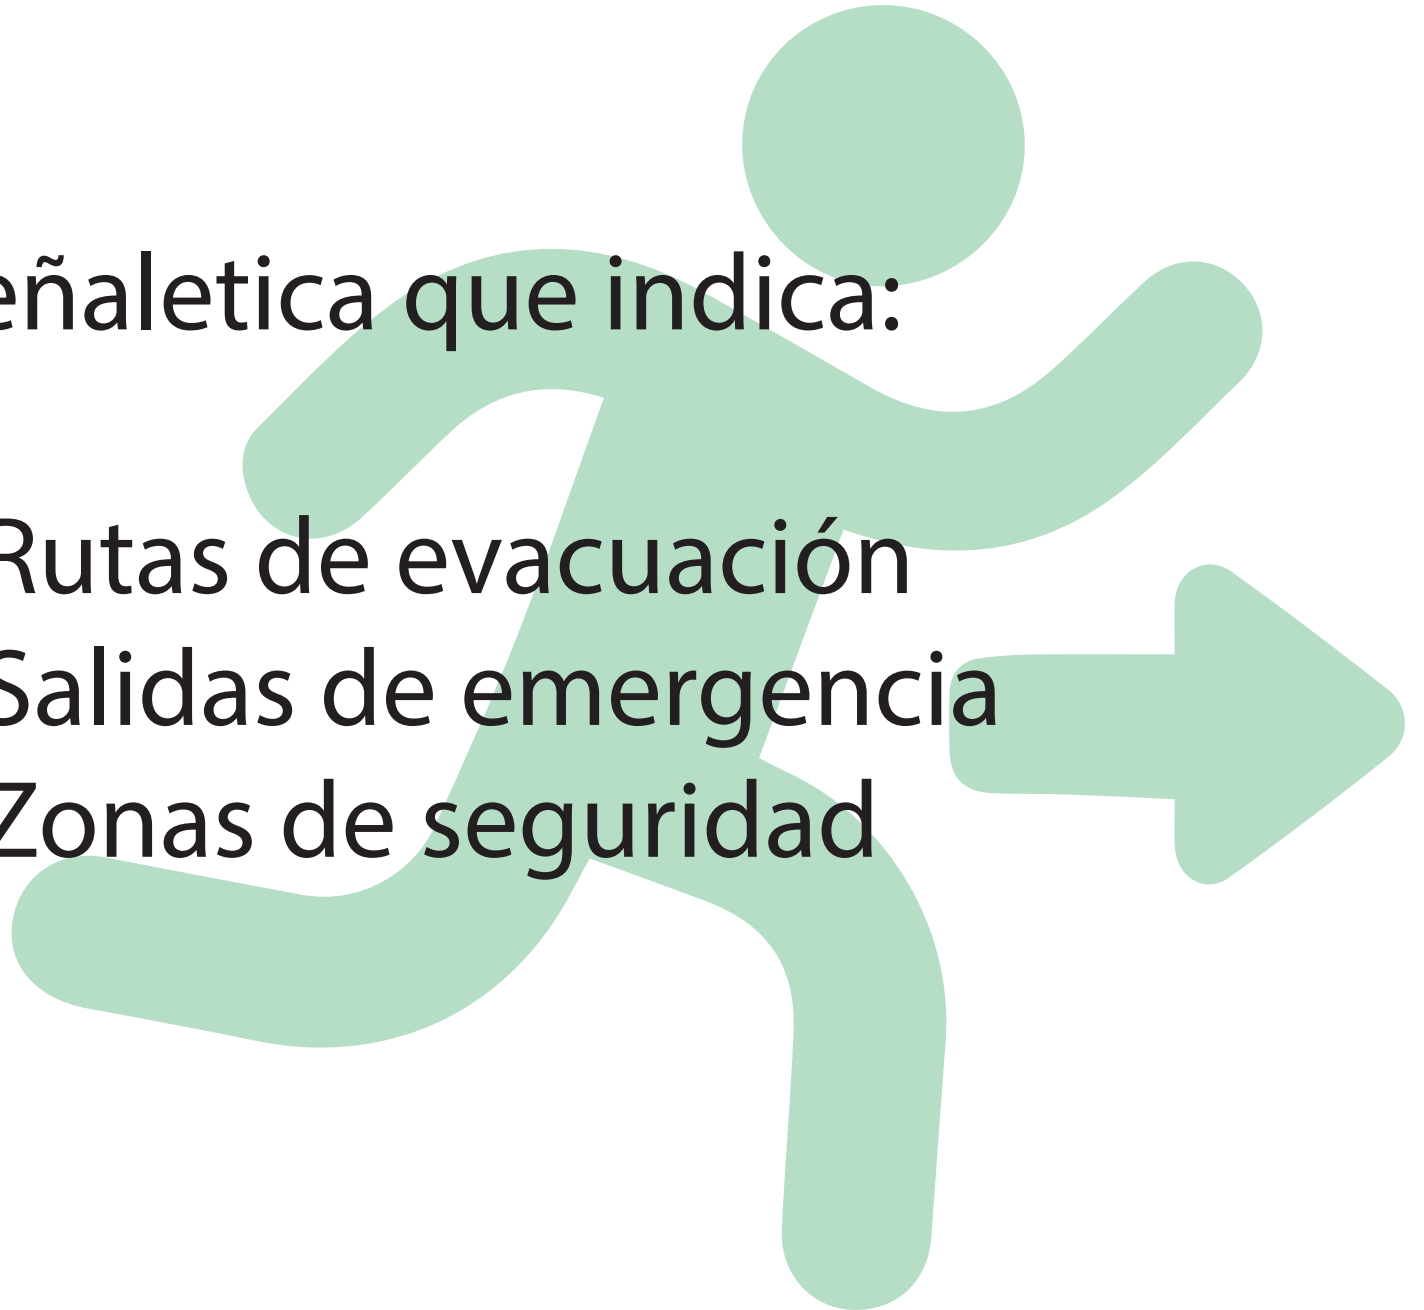 eñaletica que indica:
Rutas de evacuación
Salidas de emergencia
Zonas de seguridad